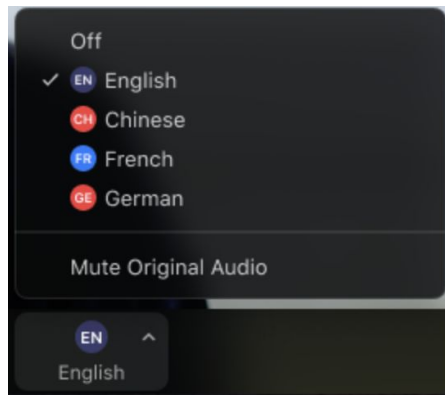 Off
EN English
CH Chinese
FR French
GE German
Mute Original Audio
EN
English